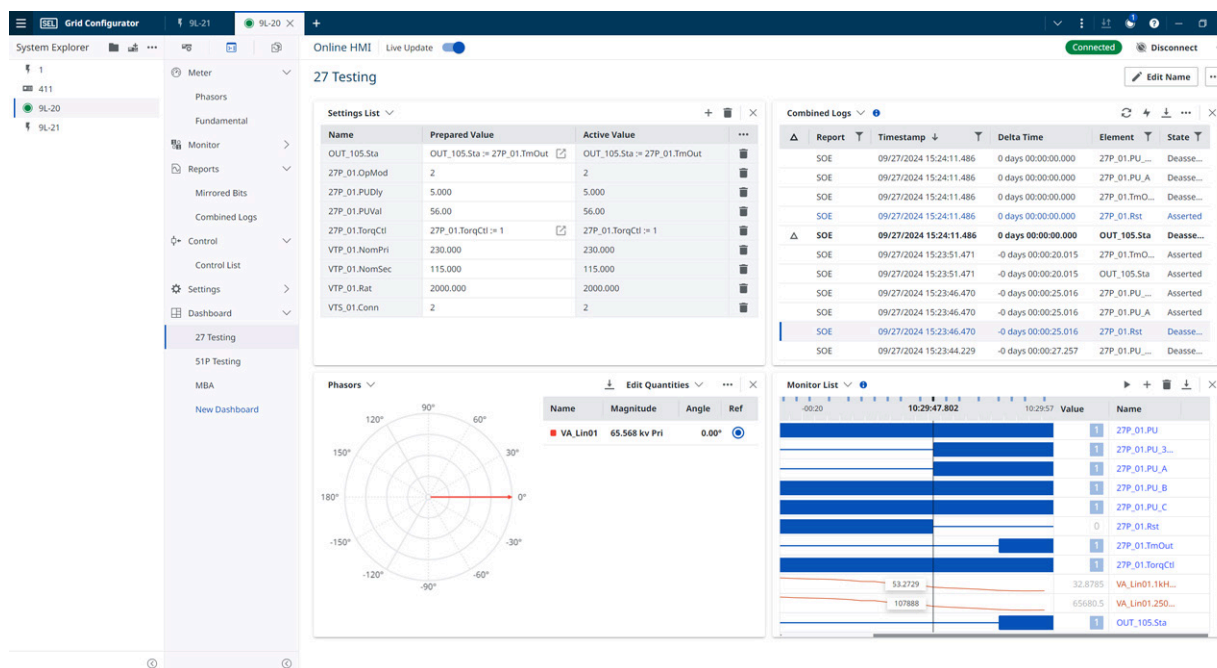 SEL Grid Configurator 9L-21 9L-20
System Explorer Online HMI Live Update Connected Disconnect
1
411
9L-20
9L-21
Meter
Phasors
Fundamental
Monitor
Reports
Mirrored Bits
Combined Logs
Control
Control List
Settings
Dashboard
27 Testing
51P Testing
MBA
New Dashboard
27 Testing Edit Name
Settings List
Name Prepared Value Active Value
OUT_105.Sta OUT_105.Sta := 27P_01.TmOut OUT_105.Sta := 27P_01.TmOut
27P_01.OpMod 2 2
27P_01.PUDly 5.000 5.000
27P_01.PUVal 56.00 56.00
27P_01.TorqCtl 27P_01.TorqCtl := 1 27P_01.TorqCtl := 1
VTP_01.NomPri 230.000 230.000
VTP_01.NomSec 115.000 115.000
VTP_01.Rat 2000.000 2000.000
VTS_01.Conn 2 2
Combined Logs
Report Timestamp Delta Time Element State
SOE 09/27/2024 15:24:11.486 0 days 00:00:00.000 27P_01.PU_... Deasse...
SOE 09/27/2024 15:24:11.486 0 days 00:00:00.000 27P_01.PU_A Deasse...
SOE 09/27/2024 15:24:11.486 0 days 00:00:00.000 27P_01.TmO... Deasse...
SOE 09/27/2024 15:24:11.486 0 days 00:00:00.000 27P_01.Rst Asserted
SOE 09/27/2024 15:24:11.486 0 days 00:00:00.000 OUT_105.Sta Deasse...
SOE 09/27/2024 15:23:51.471 -0 days 00:00:20.015 27P_01.TmO... Asserted
SOE 09/27/2024 15:23:51.471 -0 days 00:00:20.015 OUT_105.Sta Asserted
SOE 09/27/2024 15:23:46.470 -0 days 00:00:25.016 27P_01.PU_... Asserted
SOE 09/27/2024 15:23:46.470 -0 days 00:00:25.016 27P_01.PU_A Asserted
SOE 09/27/2024 15:23:46.470 -0 days 00:00:25.016 27P_01.Rst Deasse...
SOE 09/27/2024 15:23:44.229 -0 days 00:00:27.257 27P_01.PU_... Deasse...
Phasors Edit Quantities
90°
120° 60°
150° 30°
180° 0°
-150° -30°
-120° -60°
-90°
Name Magnitude Angle Ref
VA_Lin01 65.568 kv Pri 0.00°
Monitor List
-00:20 10:29:47.802 10:29:57 Value Name
1 27P_01.PU
1 27P_01.PU_3...
1 27P_01.PU_A
1 27P_01.PU_B
1 27P_01.PU_C
0 27P_01.Rst
1 27P_01.TmOut
1 27P_01.TorqCtl
53.2729 32.8785 VA_Lin01.1kH...
107888 65680.5 VA_Lin01.250...
1 OUT_105.Sta